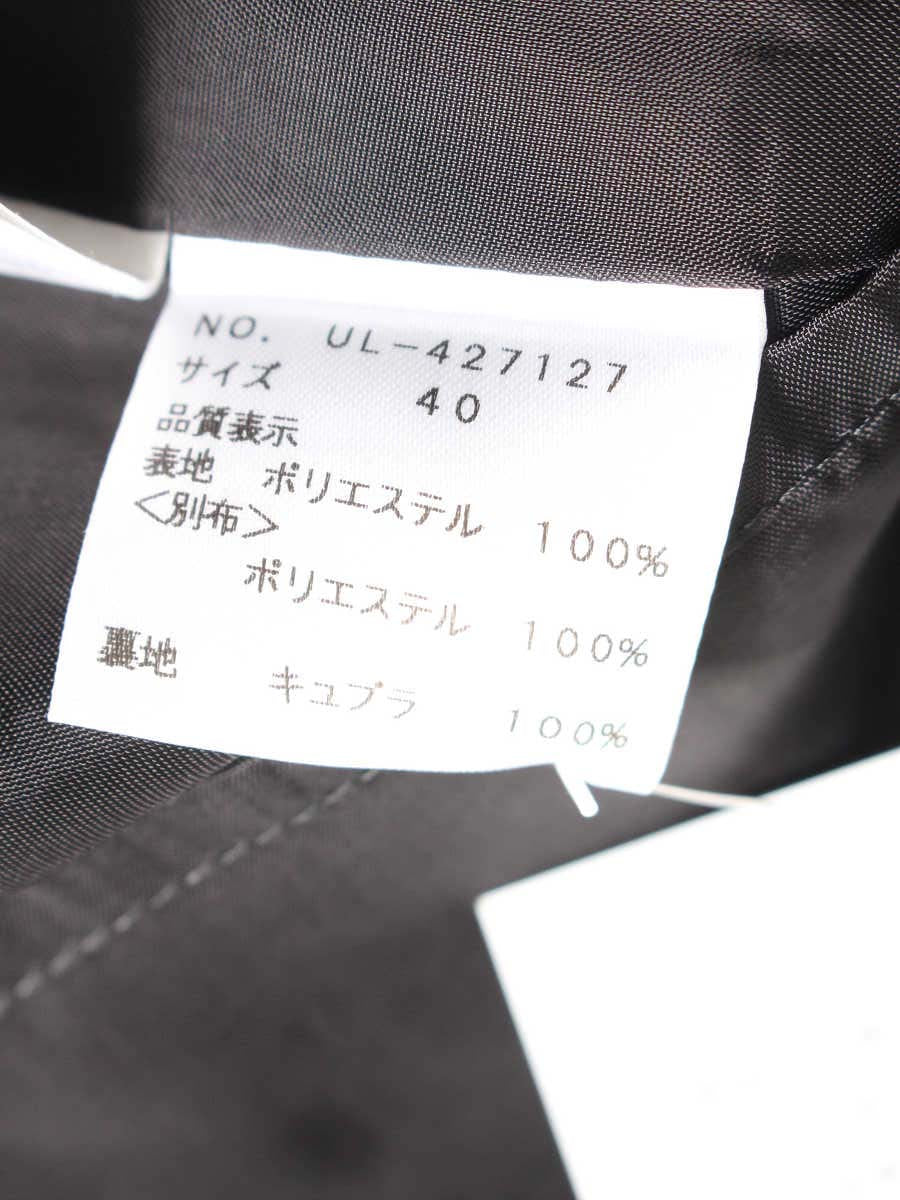 NO. UL-427127
サイズ 40
品質表示
表地 ポリエステル 100%
<別布>
ポリエステル 100%
裏地 キュプラ 100%